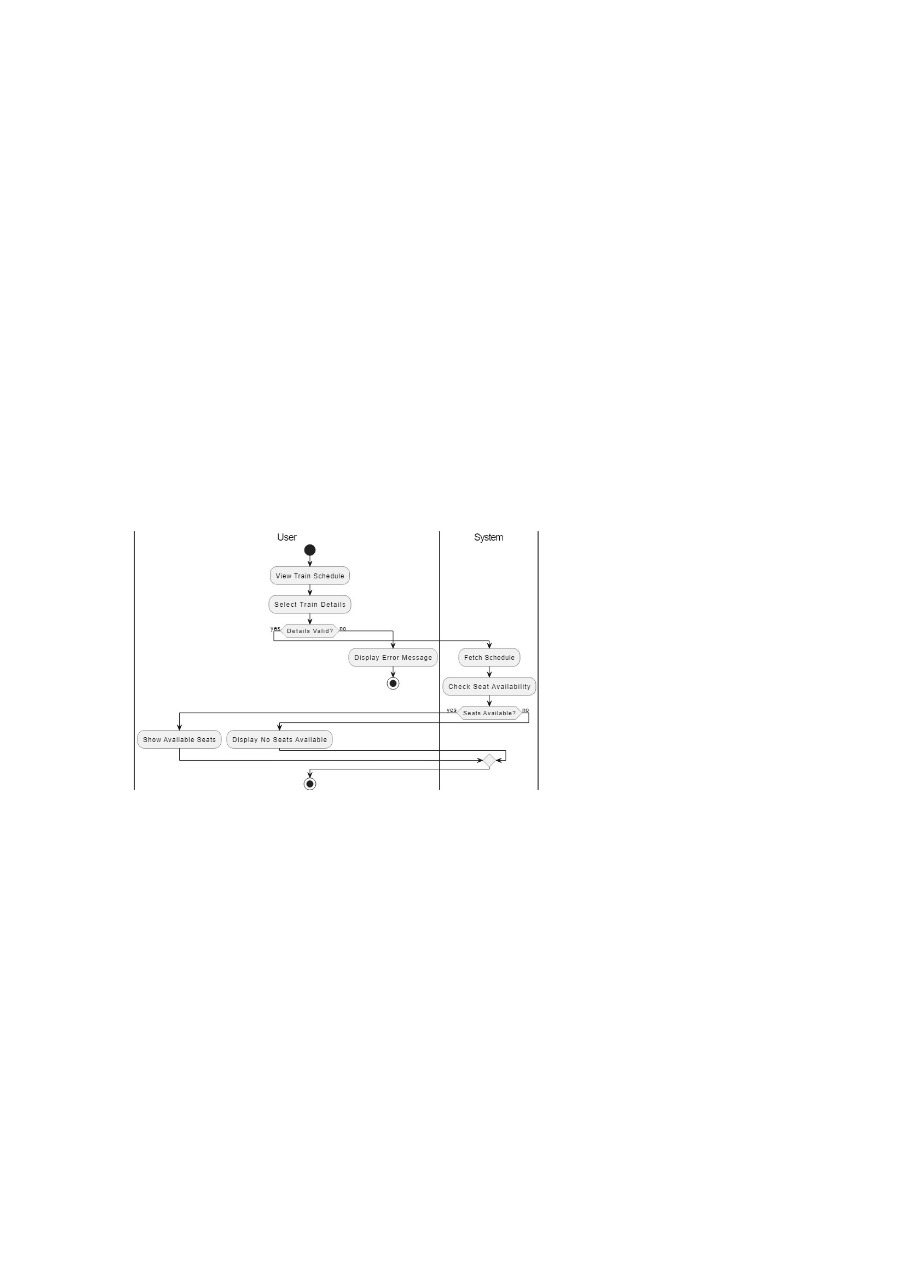 User
System
View Train Schedule
Select Train Details
yes
Details Valid?
no
Display Error Message
Fetch Schedule
Check Seat Availability
yes
Seats Available?
no
Show Available Seats
Display No Seats Available